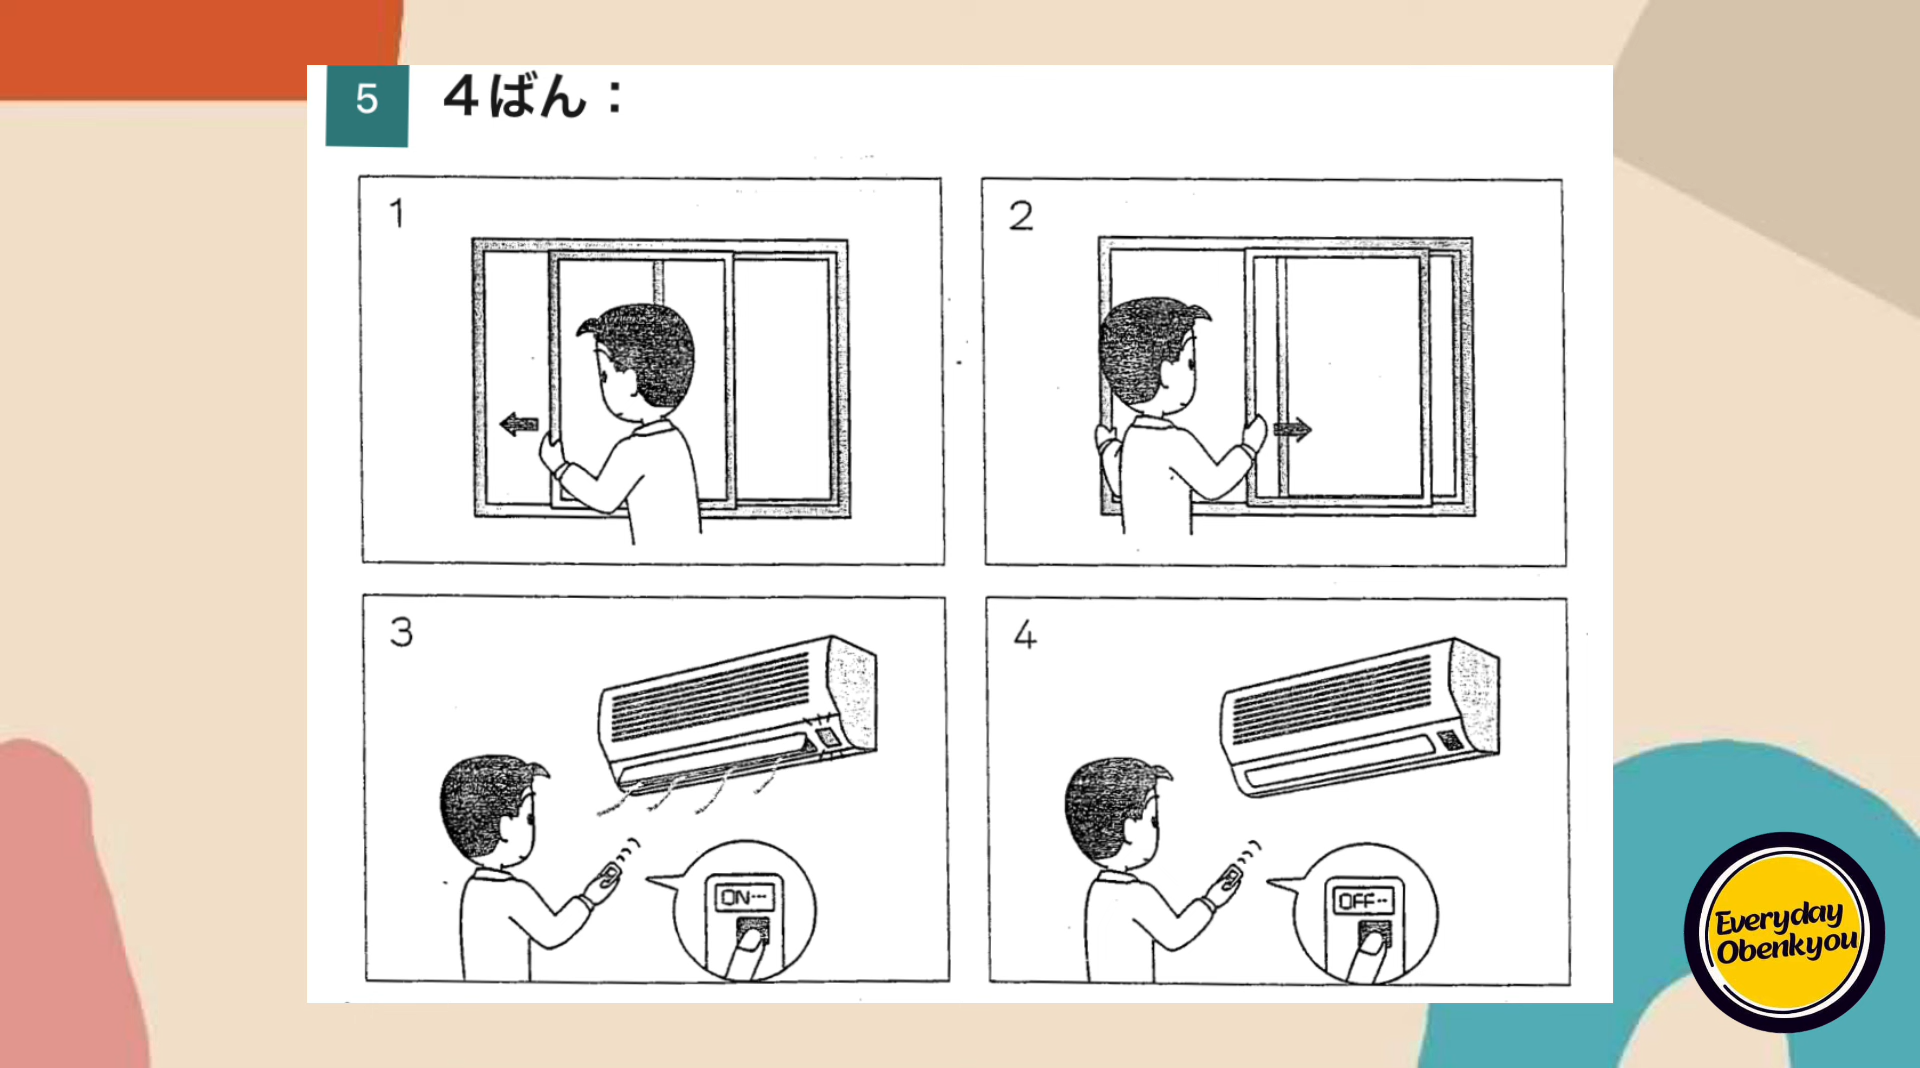 5
４ばん：
1
2
3
4
ON---
OFF--
Everyday
Obenkyou